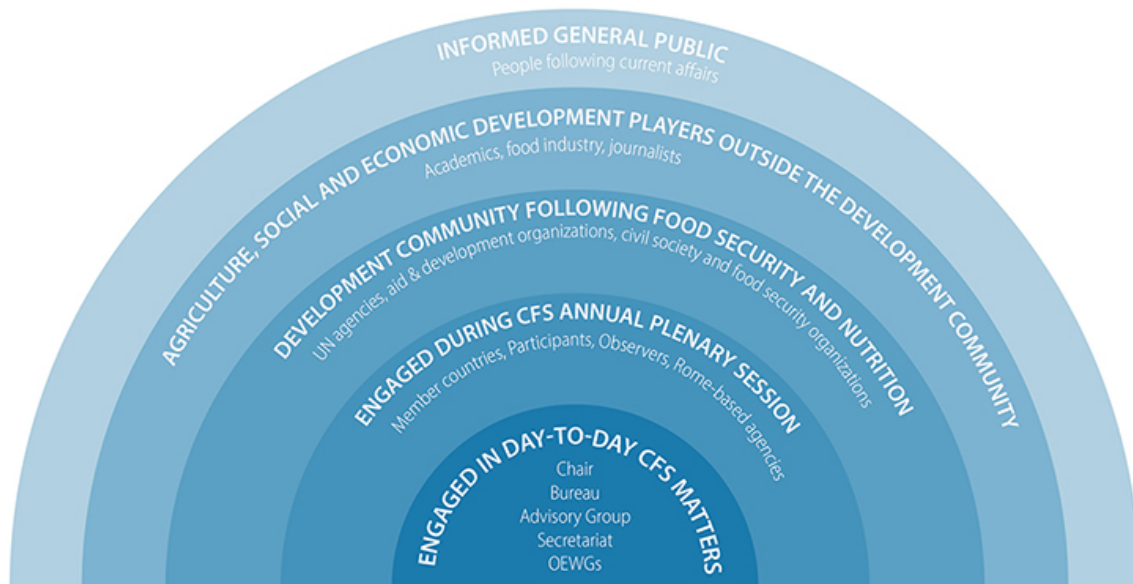 INFORMED GENERAL PUBLIC
People following current affairs
AGRICULTURE, SOCIAL AND ECONOMIC DEVELOPMENT PLAYERS OUTSIDE THE DEVELOPMENT COMMUNITY
Academics, food industry, journalists
DEVELOPMENT COMMUNITY FOLLOWING FOOD SECURITY AND NUTRITION
UN agencies, aid & development organizations, civil society and food security organizations
ENGAGED DURING CFS ANNUAL PLENARY SESSION
Member countries, Participants, Observers, Rome-based agencies
ENGAGED IN DAY-TO-DAY CFS MATTERS
Chair
Bureau
Advisory Group
Secretariat
OEWGs